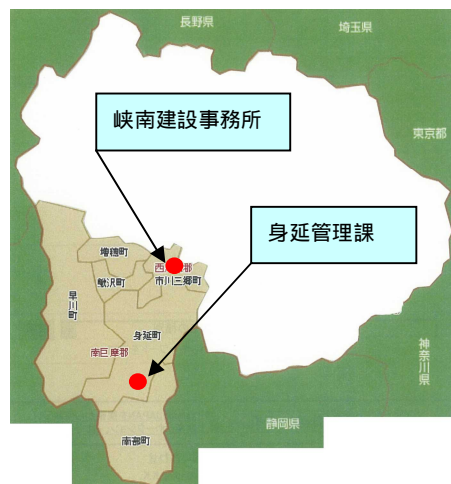 長野県
埼玉県
峡南建設事務所
東京都
身延管理課
増穂町
鰍沢町
西
郡
市川三郷町
早川町
身延町
南巨摩郡
神奈川県
静岡県
南部町